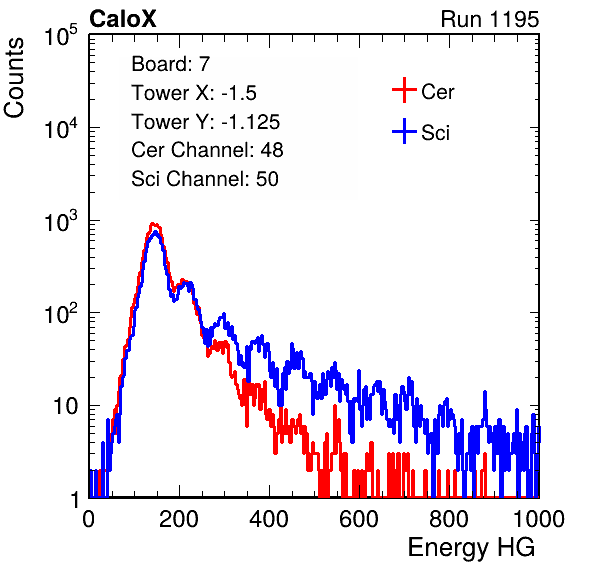 CaloX Run 1195
Counts
10^5
10^4
10^3
10^2
10
1
Board: 7
Tower X: -1.5
Tower Y: -1.125
Cer Channel: 48
Sci Channel: 50
Cer
Sci
0 200 400 600 800 1000
Energy HG